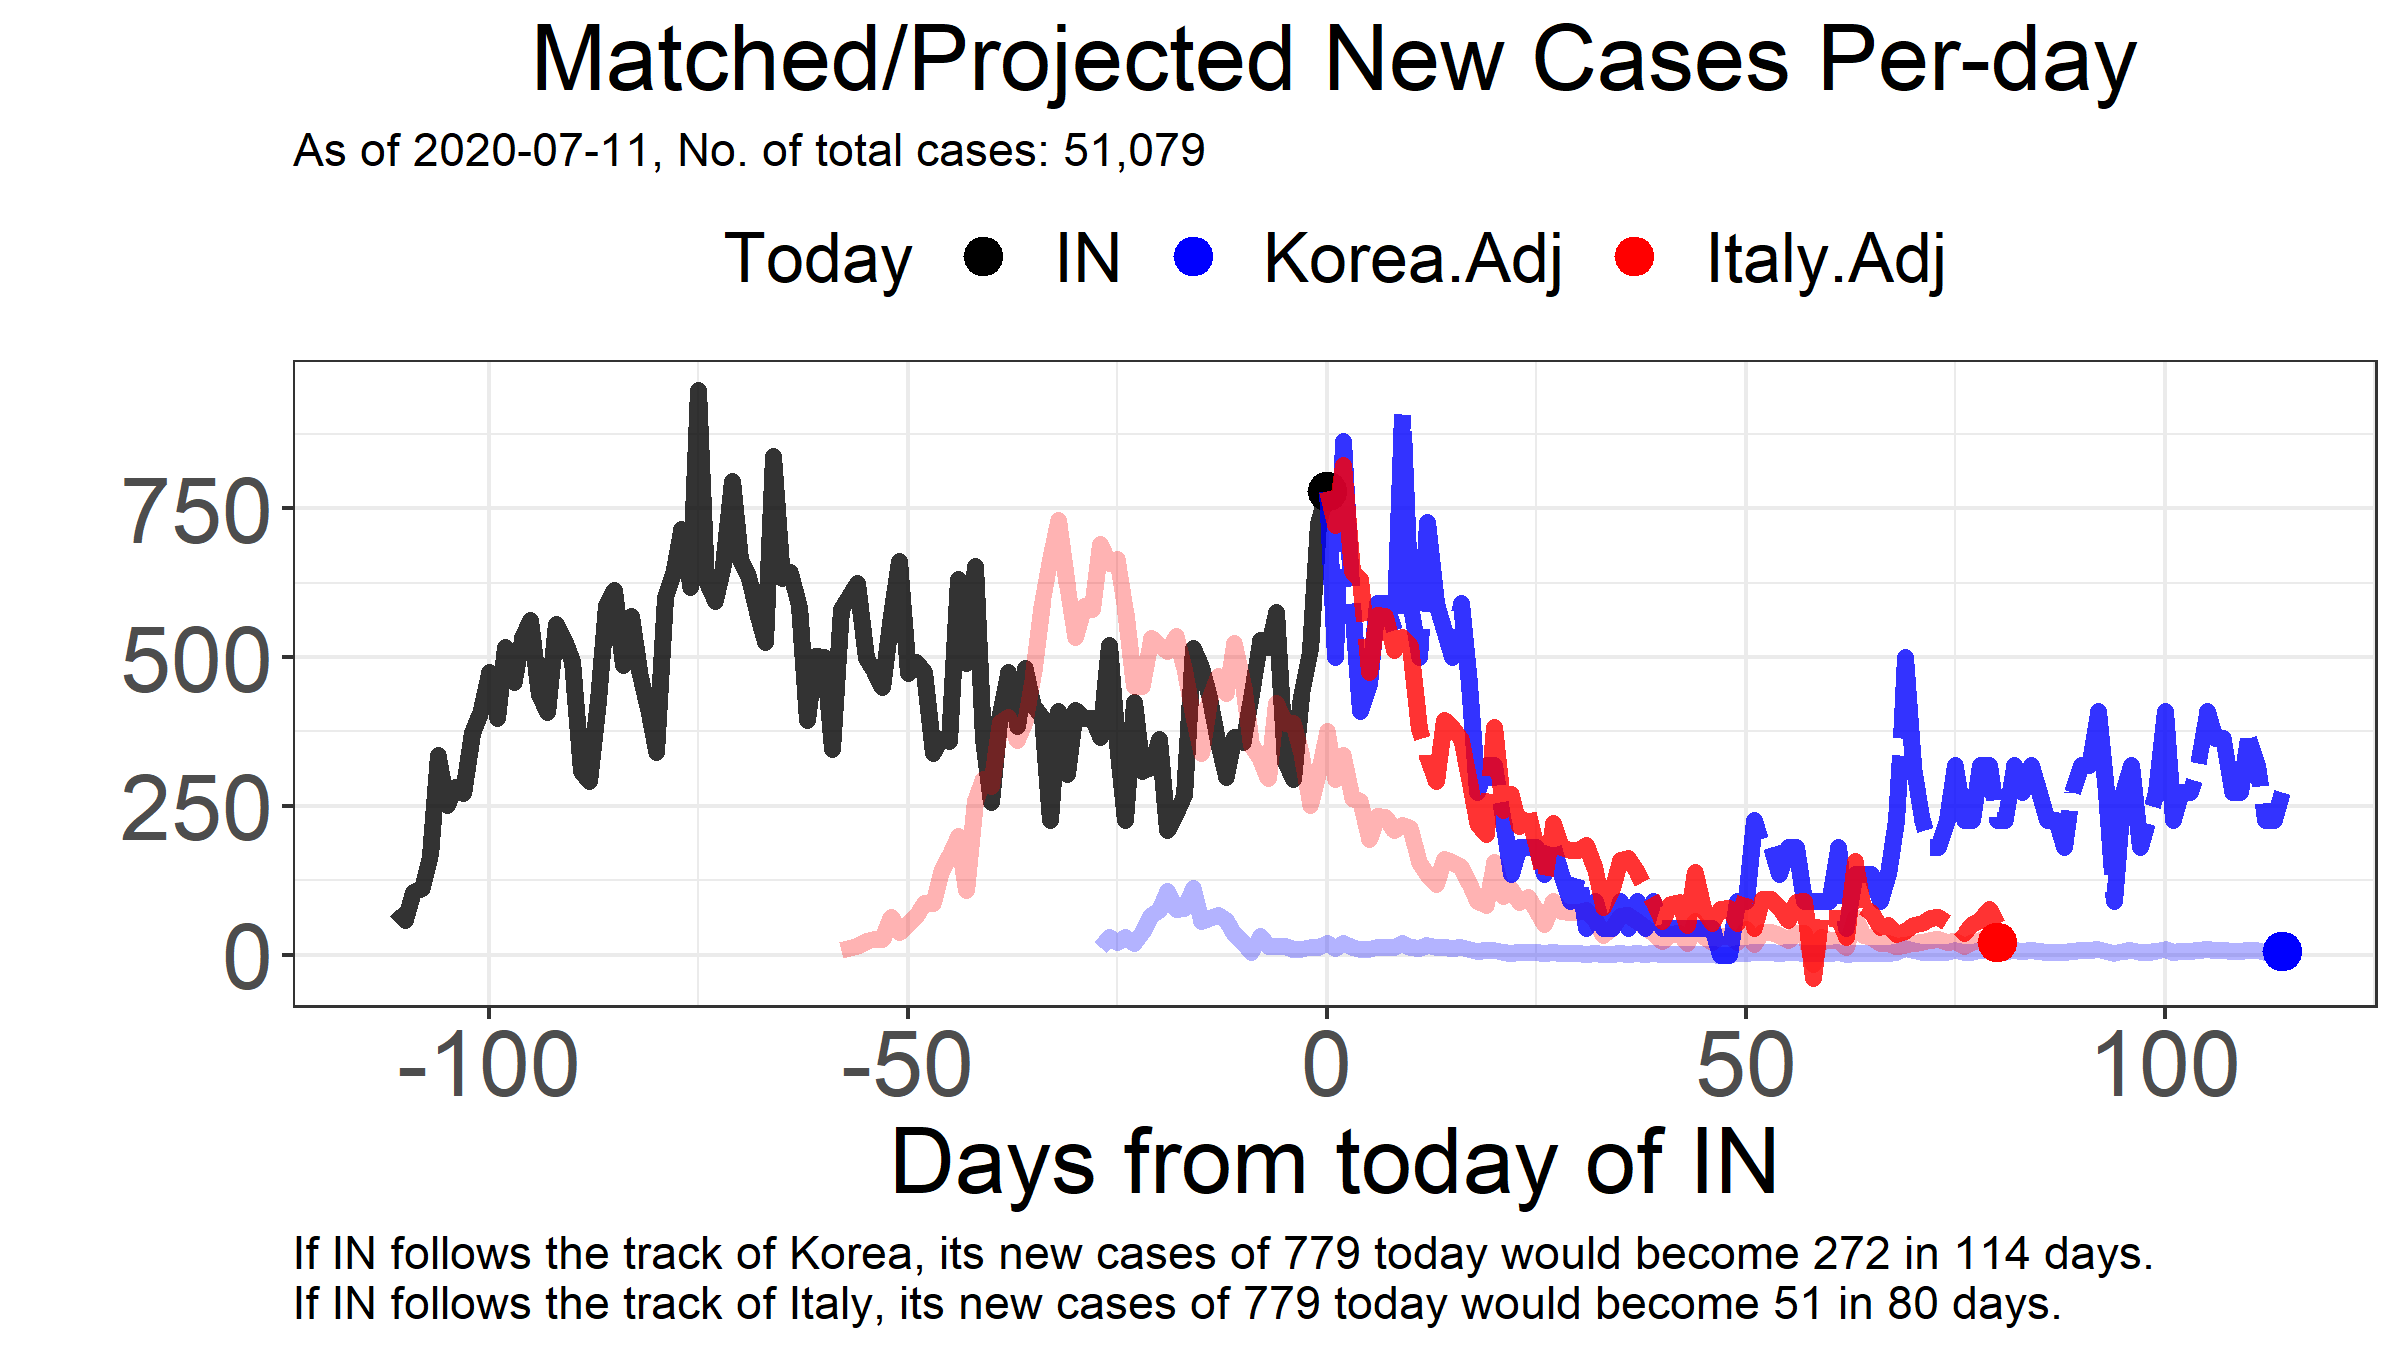 Matched/Projected New Cases Per-day
As of 2020-07-11, No. of total cases: 51,079
Today IN Korea.Adj Italy.Adj
750
500
250
0
-100 -50 0 50 100
Days from today of IN
If IN follows the track of Korea, its new cases of 779 today would become 272 in 114 days.
If IN follows the track of Italy, its new cases of 779 today would become 51 in 80 days.